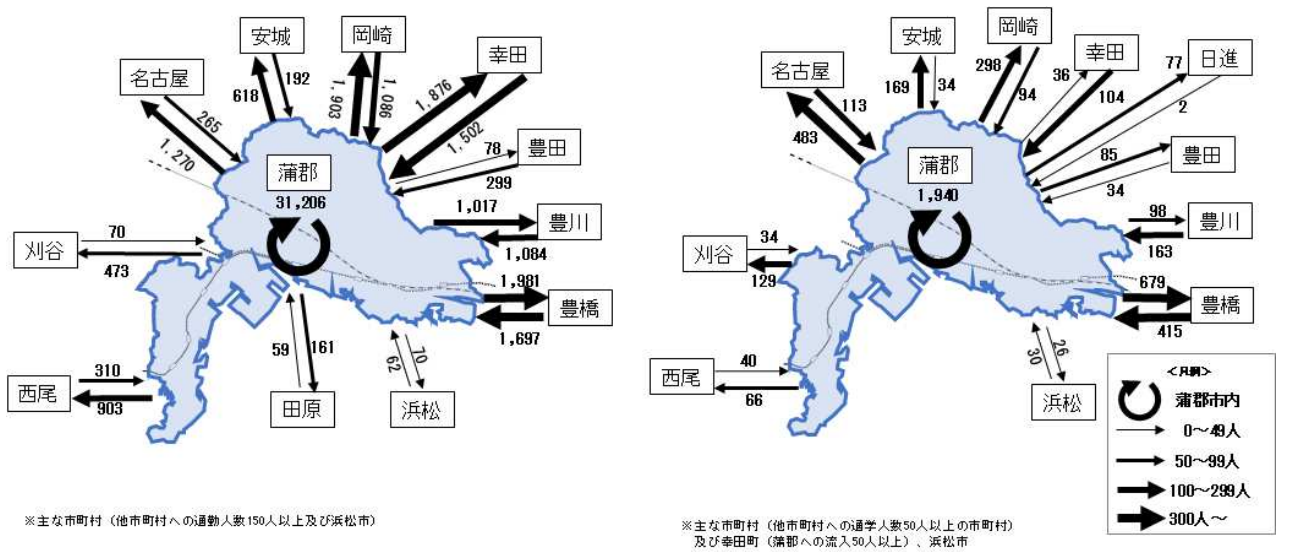 安城
岡崎
幸田
名古屋
192
618
1,903
1,086
1,876
1,502
265
1,270
78
豊田
299
蒲郡
31,206
1,017
豊川
1,084
70
刈谷
473
1,981
豊橋
1,697
59
161
70
62
310
西尾
903
田原
浜松
※主な市町村（他市町村への通勤人数150人以上及び浜松市）
安城
岡崎
幸田
日進
名古屋
169
34
298
94
36
104
77
2
113
483
85
豊田
34
蒲郡
1,940
98
豊川
163
34
刈谷
129
679
豊橋
415
40
西尾
66
26
30
浜松
＜凡例＞
蒲郡市内
0～49人
50～99人
100～299人
300人～
※主な市町村（他市町村への通学人数50人以上の市町村）
及び幸田町（蒲郡への流入50人以上）、浜松市